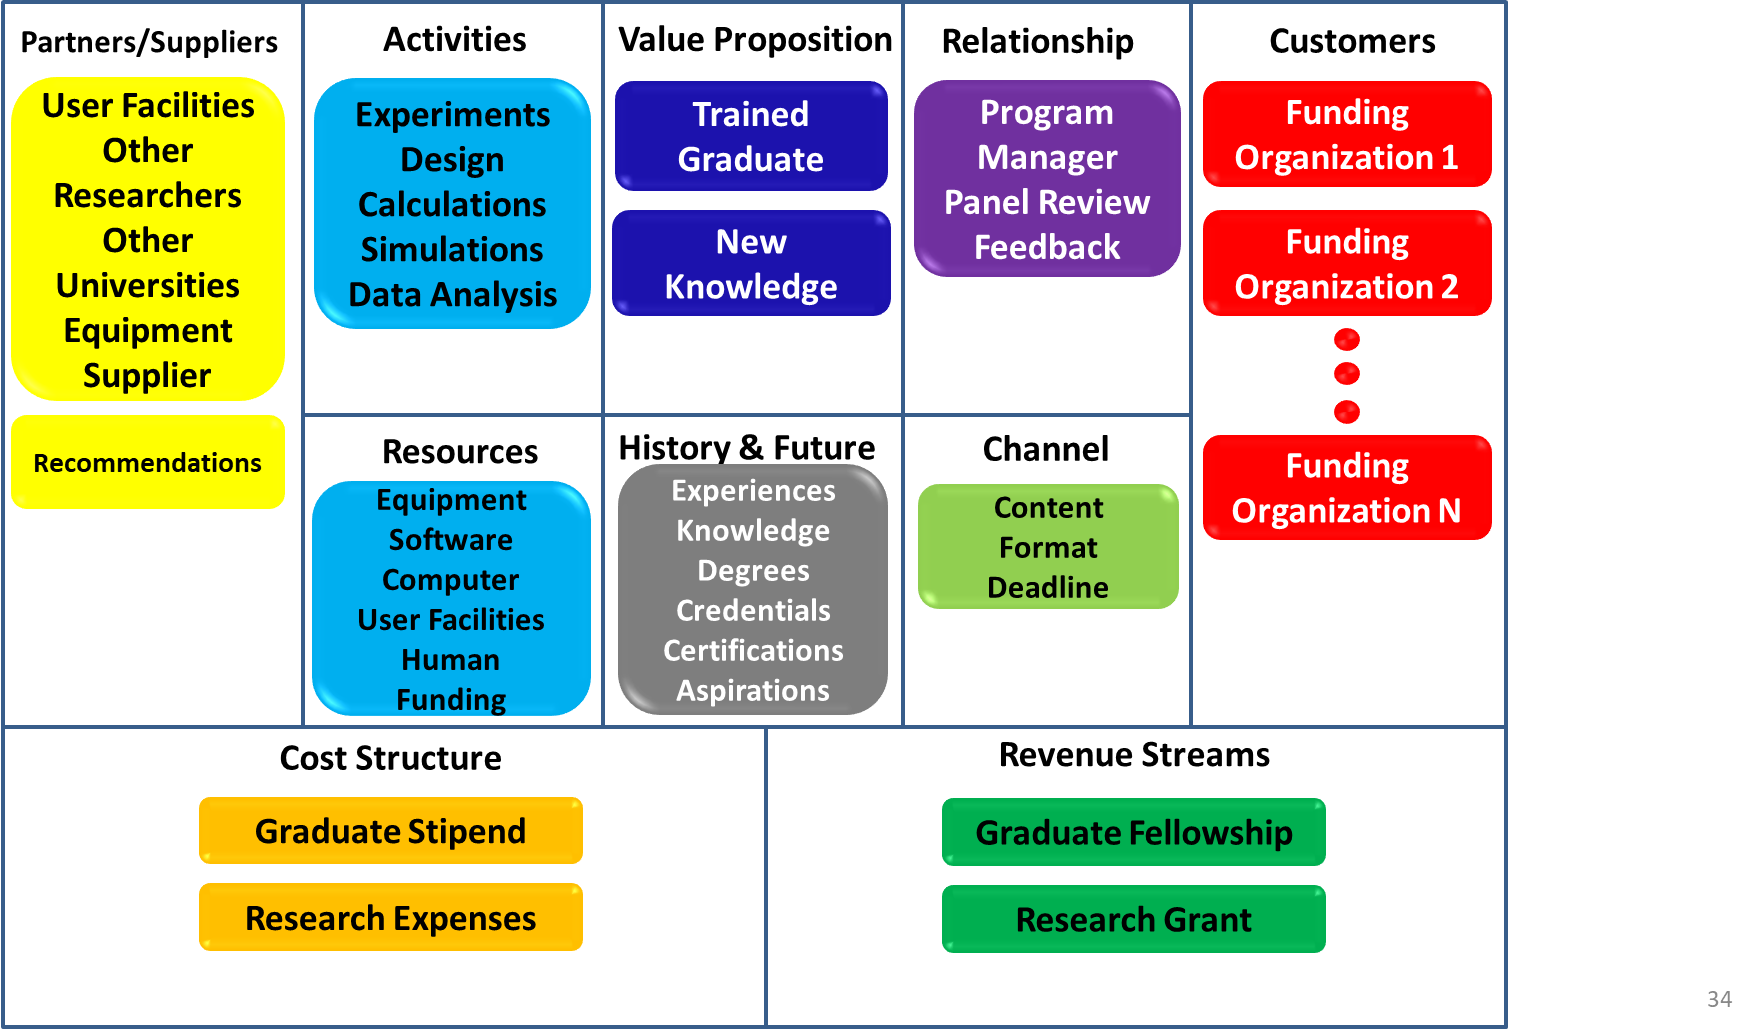 Partners/Suppliers
User Facilities
Other
Researchers
Other
Universities
Equipment
Supplier
Recommendations
Activities
Experiments
Design
Calculations
Simulations
Data Analysis
Resources
Equipment
Software
Computer
User Facilities
Human
Funding
Value Proposition
Trained
Graduate
New
Knowledge
History & Future
Experiences
Knowledge
Degrees
Credentials
Certifications
Aspirations
Relationship
Program
Manager
Panel Review
Feedback
Channel
Content
Format
Deadline
Customers
Funding
Organization 1
Funding
Organization 2
Funding
Organization N
Cost Structure
Graduate Stipend
Research Expenses
Revenue Streams
Graduate Fellowship
Research Grant
34